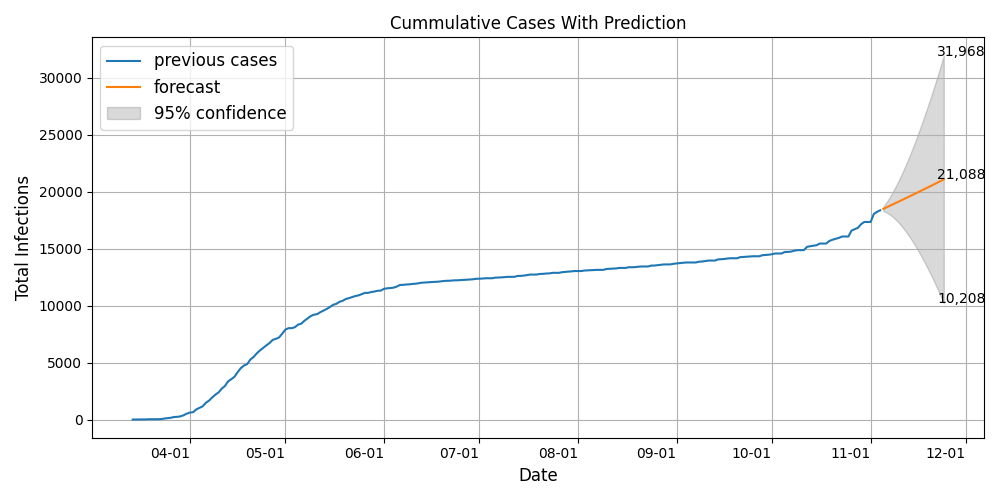 Cummulative Cases With Prediction
previous cases
forecast
95% confidence
31,968
21,088
10,208
30000
25000
20000
15000
10000
5000
0
Total Infections
04-01 05-01 06-01 07-01 08-01 09-01 10-01 11-01 12-01
Date